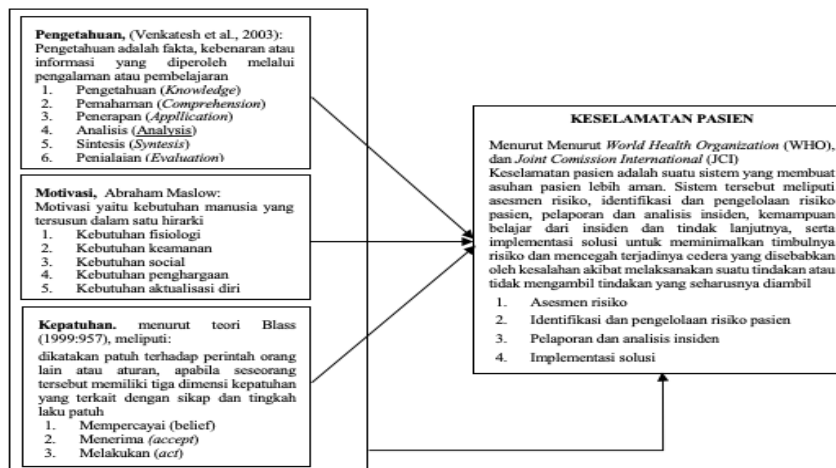 Pengetahuan, (Venkatesh et al., 2003):
Pengetahuan adalah fakta, kebenaran atau
informasi yang diperoleh melalui
pengalaman atau pembelajaran
1. Pengetahuan (Knowledge)
2. Pemahaman (Comprehension)
3. Penerapan (Appllication)
4. Analisis (Analysis)
5. Sintesis (Syntesis)
6. Penialaian (Evaluation)
Motivasi, Abraham Maslow:
Motivasi yaitu kebutuhan manusia yang
tersusun dalam satu hirarki
1. Kebutuhan fisiologi
2. Kebutuhan keamanan
3. Kebutuhan social
4. Kebutuhan penghargaan
5. Kebutuhan aktualisasi diri
Kepatuhan. menurut teori Blass
(1999:957), meliputi:
dikatakan patuh terhadap perintah orang
lain atau aturan, apabila seseorang
tersebut memiliki tiga dimensi kepatuhan
yang terkait dengan sikap dan tingkah
laku patuh
1. Mempercayai (belief)
2. Menerima (accept)
3. Melakukan (act)
KESELAMATAN PASIEN
Menurut Menurut World Health Organization (WHO),
dan Joint Comission International (JCI)
Keselamatan pasien adalah suatu sistem yang membuat
asuhan pasien lebih aman. Sistem tersebut meliputi
asesmen risiko, identifikasi dan pengelolaan risiko
pasien, pelaporan dan analisis insiden, kemampuan
belajar dari insiden dan tindak lanjutnya, serta
implementasi solusi untuk meminimalkan timbulnya
risiko dan mencegah terjadinya cedera yang disebabkan
oleh kesalahan akibat melaksanakan suatu tindakan atau
tidak mengambil tindakan yang seharusnya diambil
1. Asesmen risiko
2. Identifikasi dan pengelolaan risiko pasien
3. Pelaporan dan analisis insiden
4. Implementasi solusi